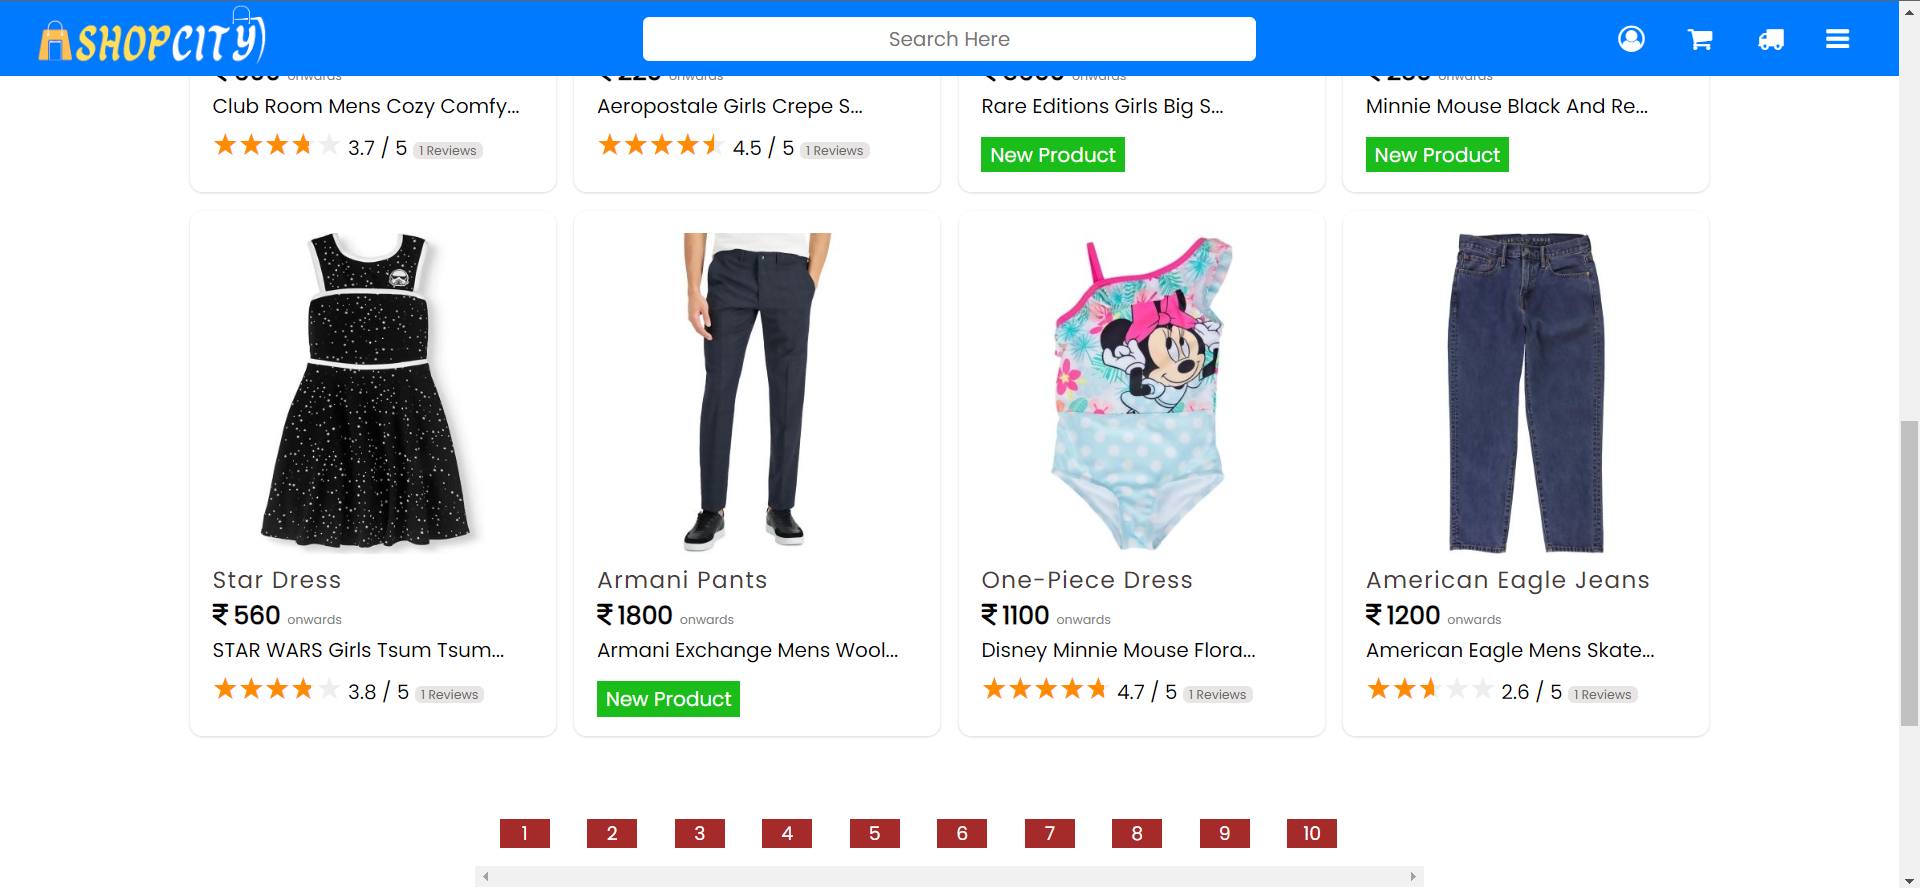 SHOPCITY
Search Here
onwards
onwards
onwards
onwards
Club Room Mens Cozy Comfy...
Aeropostale Girls Crepe S...
Rare Editions Girls Big S...
Minnie Mouse Black And Re...
3.7 / 5 1 Reviews
4.5 / 5 1 Reviews
New Product
New Product
Star Dress
₹ 560 onwards
STAR WARS Girls Tsum Tsum...
3.8 / 5 1 Reviews
Armani Pants
₹ 1800 onwards
Armani Exchange Mens Wool...
New Product
One-Piece Dress
₹ 1100 onwards
Disney Minnie Mouse Flora...
4.7 / 5 1 Reviews
American Eagle Jeans
₹ 1200 onwards
American Eagle Mens Skate...
2.6 / 5 1 Reviews
1 2 3 4 5 6 7 8 9 10